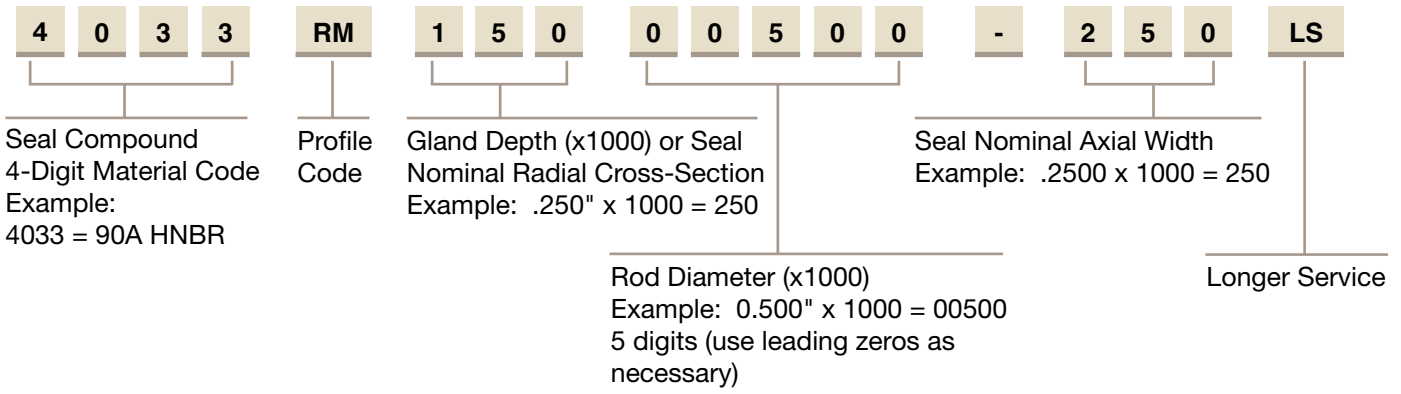 4 0 3 3 RM 1 5 0 0 0 5 0 0 - 2 5 0 LS
Seal Compound
4-Digit Material Code
Example:
4033 = 90A HNBR
Profile
Code
Gland Depth (x1000) or Seal
Nominal Radial Cross-Section
Example: .250" x 1000 = 250
Seal Nominal Axial Width
Example: .2500 x 1000 = 250
Rod Diameter (x1000)
Example: 0.500" x 1000 = 00500
5 digits (use leading zeros as
necessary)
Longer Service